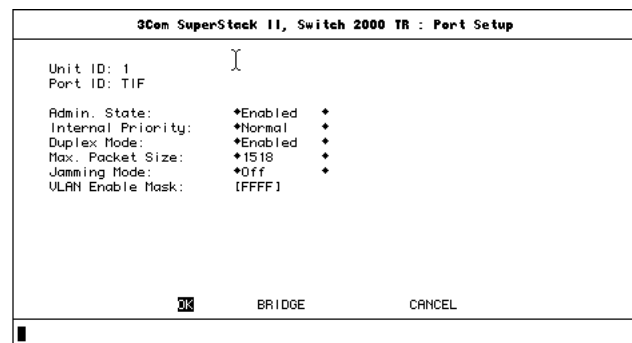 3Com SuperStack II, Switch 2000 TR : Port Setup
Unit ID: 1
Port ID: TIF
Admin. State: ◆Enabled ◆
Internal Priority: ◆Normal ◆
Duplex Mode: ◆Enabled ◆
Max. Packet Size: ◆1518 ◆
Jamming Mode: ◆Off ◆
VLAN Enable Mask: [FFFF]
OK BRIDGE CANCEL